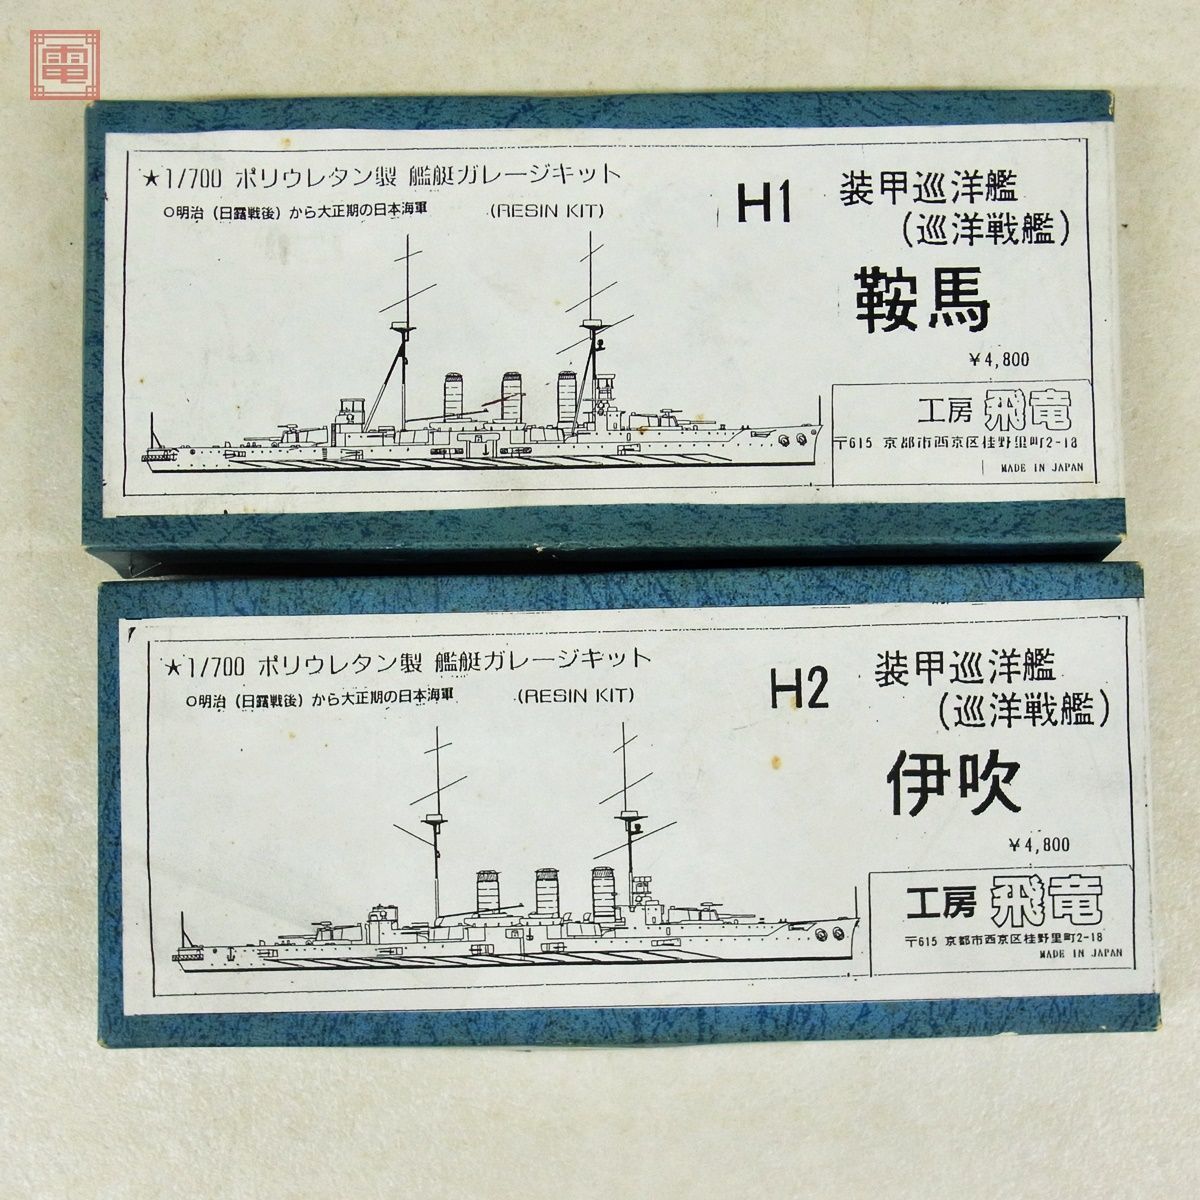 電
★1/700 ポリウレタン製 艦艇ガレージキット
○明治（日露戦後）から大正期の日本海軍 (RESIN KIT)
H1
装甲巡洋艦
（巡洋戦艦）
鞍馬
￥4,800
工房 飛竜
〒615 京都市西京区桂野里町2-18
MADE IN JAPAN
★1/700 ポリウレタン製 艦艇ガレージキット
○明治（日露戦後）から大正期の日本海軍 (RESIN KIT)
H2
装甲巡洋艦
（巡洋戦艦）
伊吹
￥4,800
工房 飛竜
〒615 京都市西京区桂野里町2-18
MADE IN JAPAN